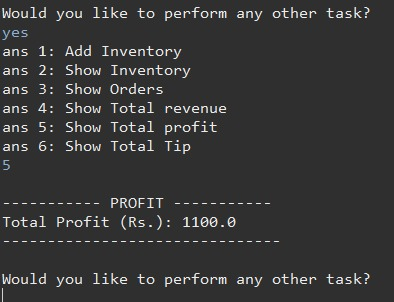 Would you like to perform any other task?
yes
ans 1: Add Inventory
ans 2: Show Inventory
ans 3: Show Orders
ans 4: Show Total revenue
ans 5: Show Total profit
ans 6: Show Total Tip
5
----------- PROFIT -----------
Total Profit (Rs.): 1100.0
-------------------------------
Would you like to perform any other task?